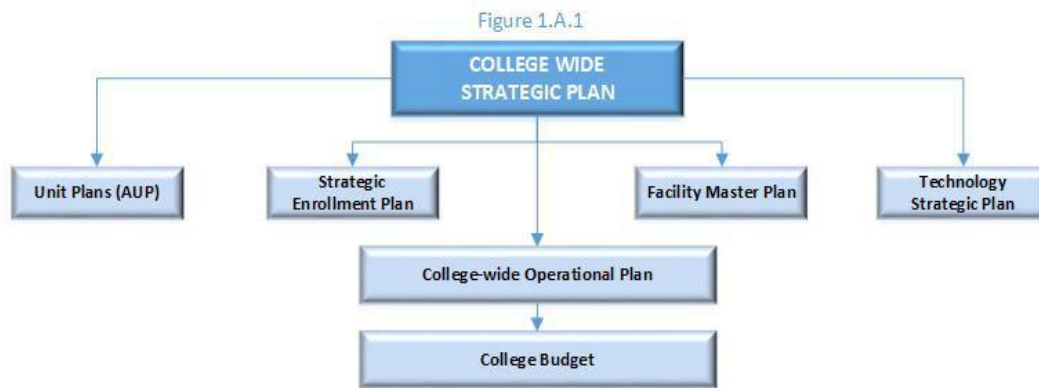 Figure 1.A.1
COLLEGE WIDE
STRATEGIC PLAN
Unit Plans (AUP)
Strategic
Enrollment Plan
Facility Master Plan
Technology
Strategic Plan
College-wide Operational Plan
College Budget